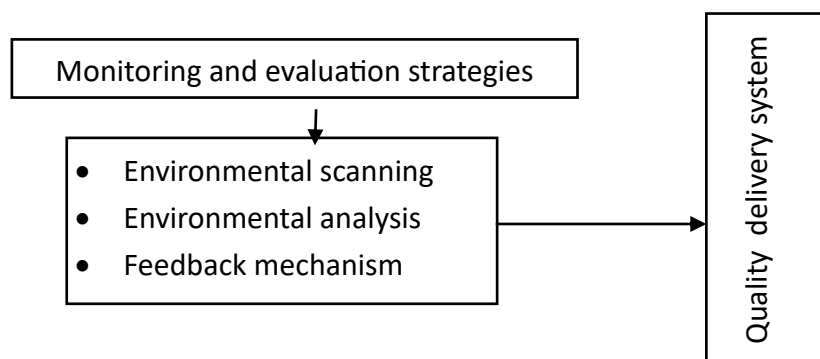 Monitoring and evaluation strategies
• Environmental scanning
• Environmental analysis
• Feedback mechanism
Quality delivery system